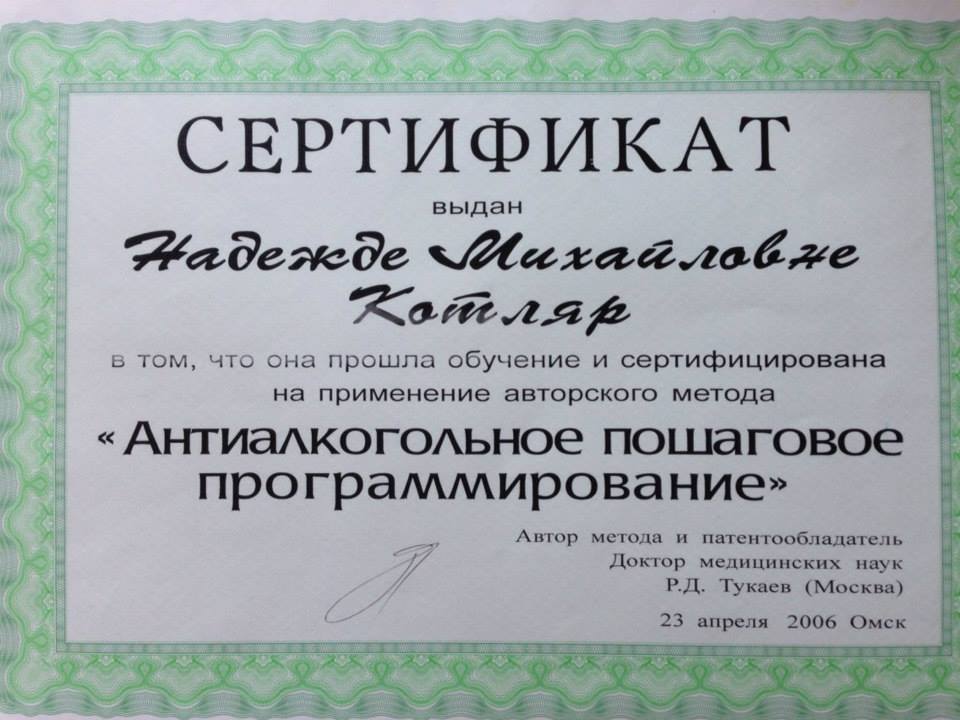 СЕРТИФИКАТ
выдан
Надежде Михайловне
Котляр
в том, что она прошла обучение и сертифицирована
на применение авторского метода
«Антиалкогольное пошаговое
программирование»
Автор метода и патентообладатель
Доктор медицинских наук
Р.Д. Тукаев (Москва)
23 апреля 2006 Омск